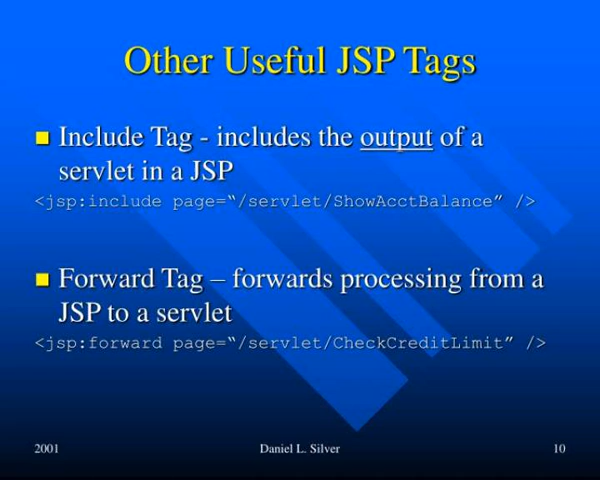 Other Useful JSP Tags
Include Tag - includes the output of a
servlet in a JSP
<jsp:include page=“/servlet/ShowAcctBalance” />
Forward Tag – forwards processing from a
JSP to a servlet
<jsp:forward page=“/servlet/CheckCreditLimit” />
2001
Daniel L. Silver
10